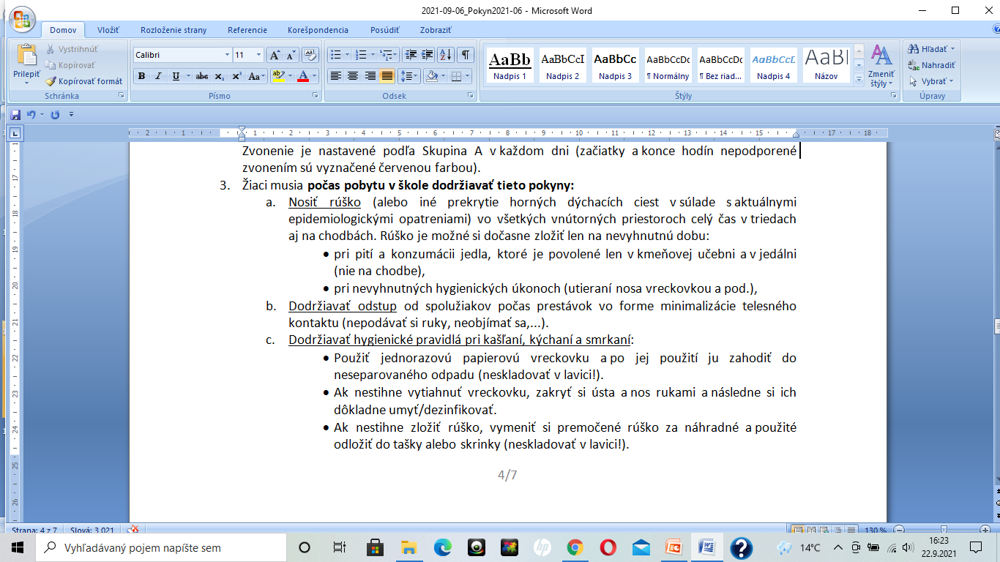 2021-09-06_Pokyn2021-06 - Microsoft Word
Domov Vložiť Rozloženie strany Referencie Korešpondencia Posúdiť Zobraziť
Prilepiť
Vystrihnúť
Kopírovať
Kopírovať formát
Schránka
Calibri 11
Písmo
Odsek
AaBb AaBbCcI AaBbCc AaBbCcDc AaBbCcDc AaBbCcL AaBl
Nadpis 1 Nadpis 2 Nadpis 3 ¶ Normálny ¶ Bez riad... Nadpis 4 Názov
Zmeniť štýly
Štýly
Hľadať
Nahradiť
Vybrať
Úpravy
Zvonenie je nastavené podľa Skupina A v každom dni (začiatky a konce hodín nepodporené
zvonením sú vyznačené červenou farbou).
3. Žiaci musia počas pobytu v škole dodržiavať tieto pokyny:
a. Nosiť rúško (alebo iné prekrytie horných dýchacích ciest v súlade s aktuálnymi
epidemiologickými opatreniami) vo všetkých vnútorných priestoroch celý čas v triedach
aj na chodbách. Rúško je možné si dočasne zložiť len na nevyhnutnú dobu:
• pri pití a konzumácii jedla, ktoré je povolené len v kmeňovej učebni a v jedálni
(nie na chodbe),
• pri nevyhnutných hygienických úkonoch (utieraní nosa vreckovkou a pod.),
b. Dodržiavať odstup od spolužiakov počas prestávok vo forme minimalizácie telesného
kontaktu (nepodávať si ruky, neobjímať sa,...).
c. Dodržiavať hygienické pravidlá pri kašľaní, kýchaní a smrkaní:
• Použiť jednorazovú papierovú vreckovku a po jej použití ju zahodiť do
neseparovaného odpadu (neskladovať v lavici!).
• Ak nestihne vytiahnuť vreckovku, zakryť si ústa a nos rukami a následne si ich
dôkladne umyť/dezinfikovať.
• Ak nestihne zložiť rúško, vymeniť si premočené rúško za náhradné a použité
odložiť do tašky alebo skrinky (neskladovať v lavici!).
4/7
Strana: 4 z 7 Slová: 3 021 130 %
Vyhľadávaný pojem napíšte sem
14°C
16:23
22.9.2021